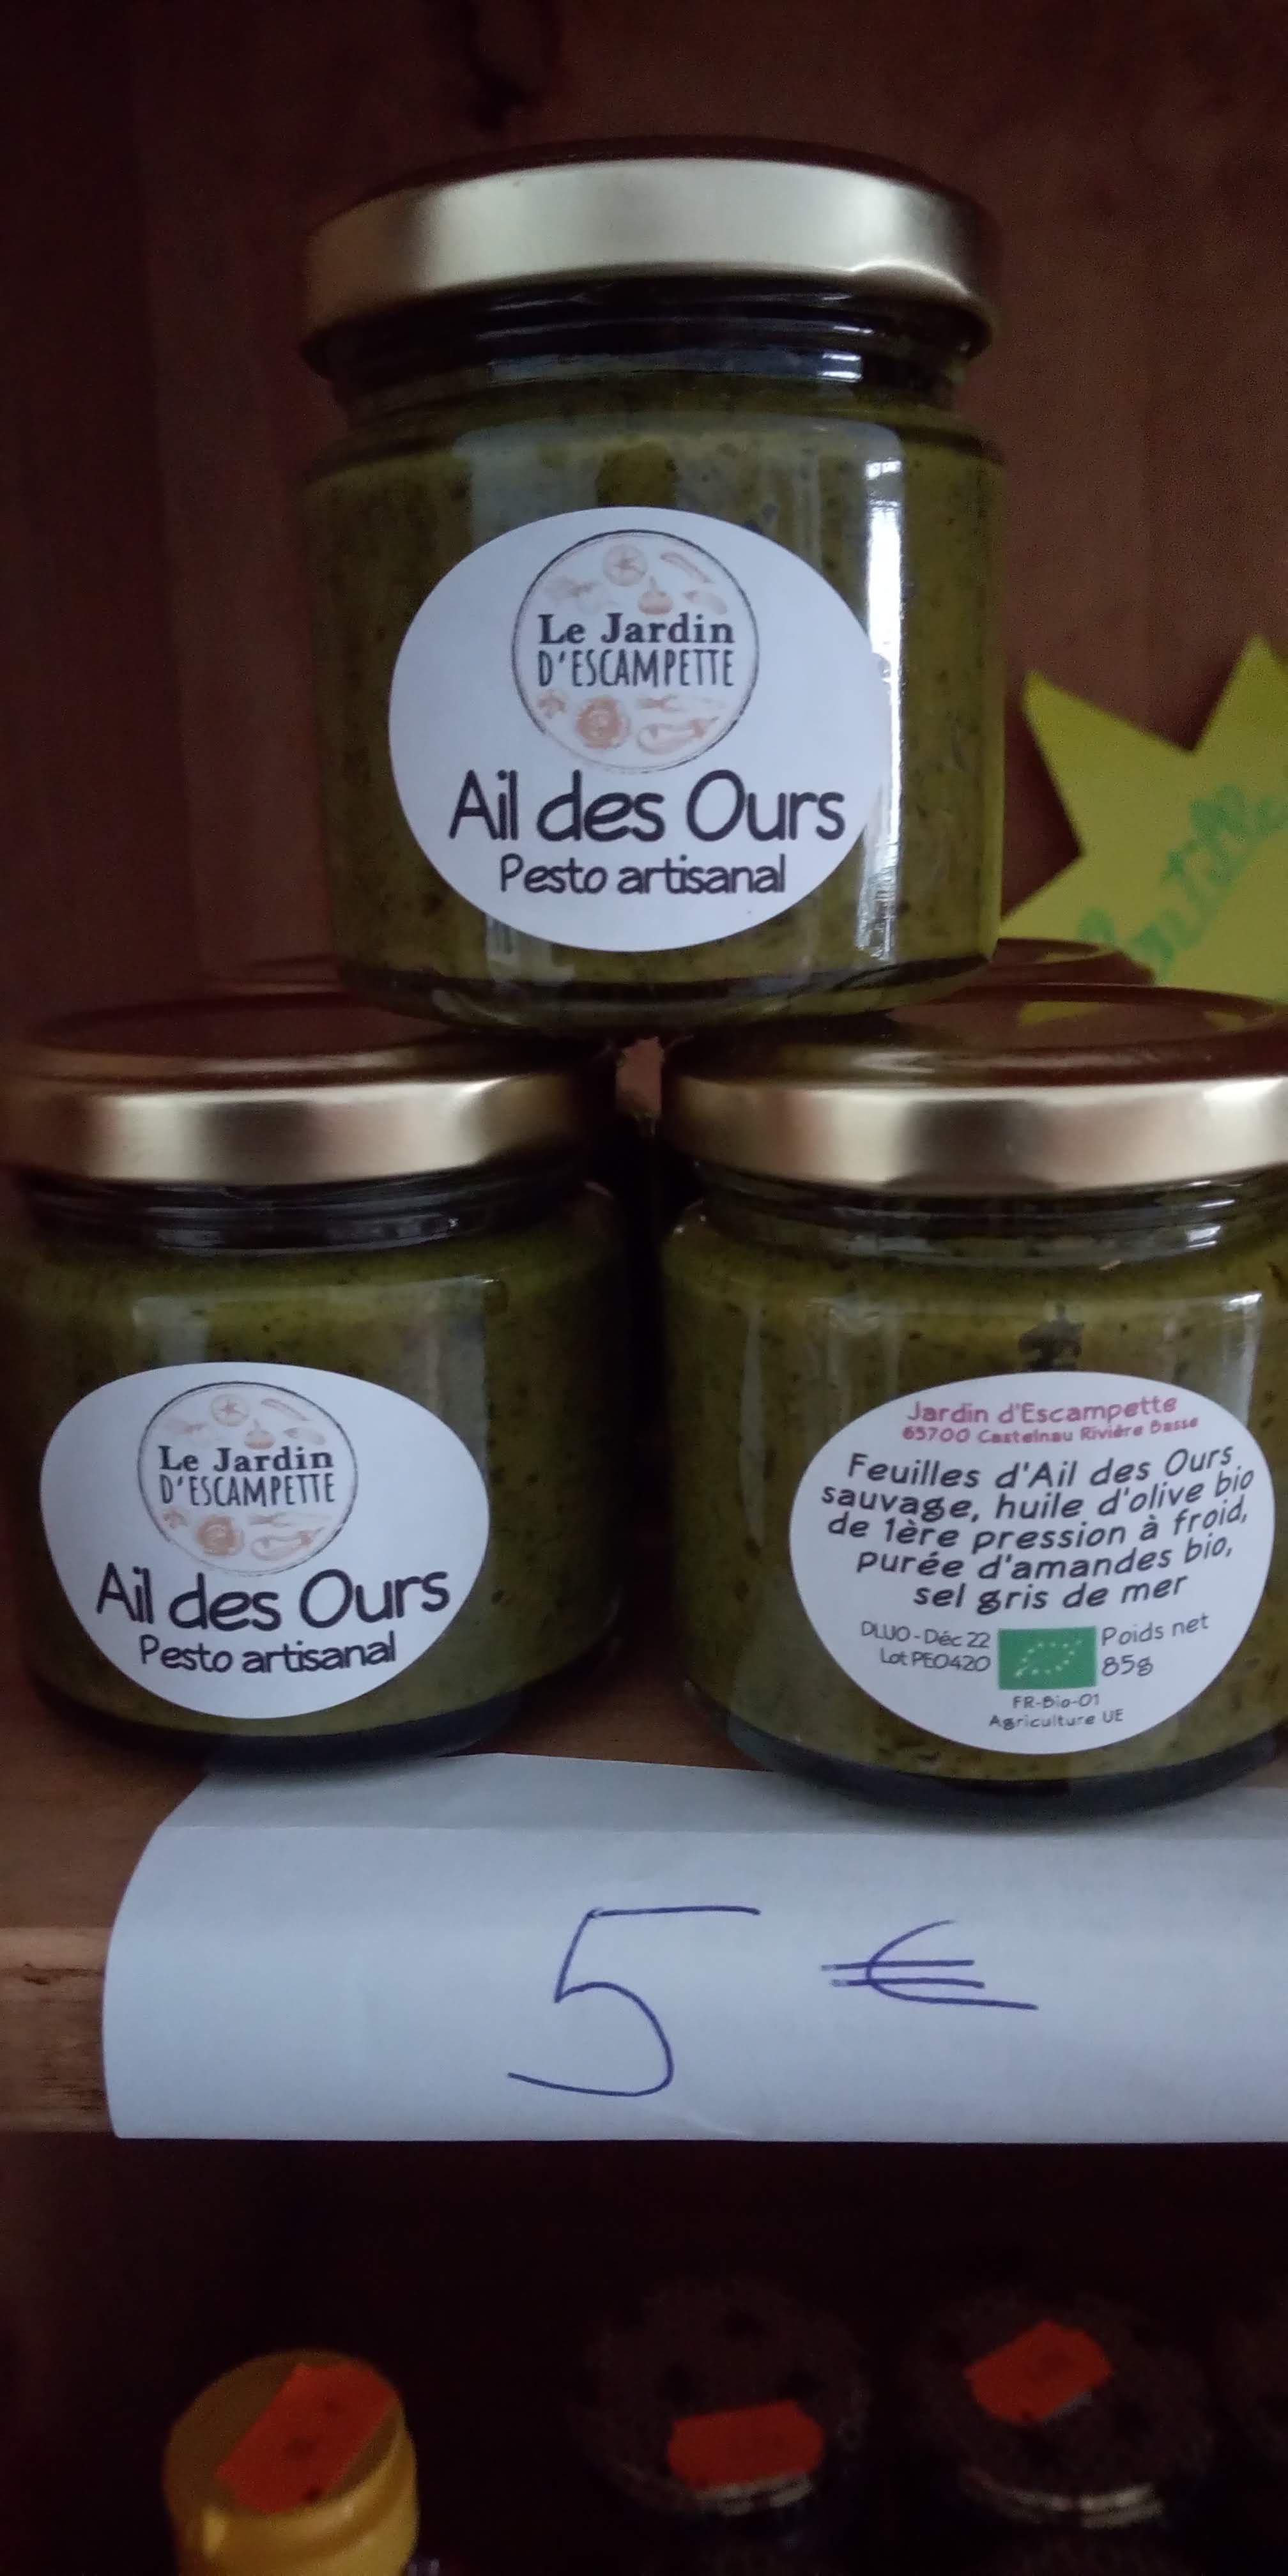 Le Jardin
D'ESCAMPETTE
Ail des Ours
Pesto artisanal
Le Jardin
D'ESCAMPETTE
Ail des Ours
Pesto artisanal
Jardin d'Escampette
65700 Castelnau Rivière Basse
Feuilles d'Ail des Ours
sauvage, huile d'olive bio
de 1ère pression à froid,
purée d'amandes bio,
sel gris de mer
DLUO - Déc 22
Lot PE0420
Poids net
85g
FR-Bio-01
Agriculture UE
5 €